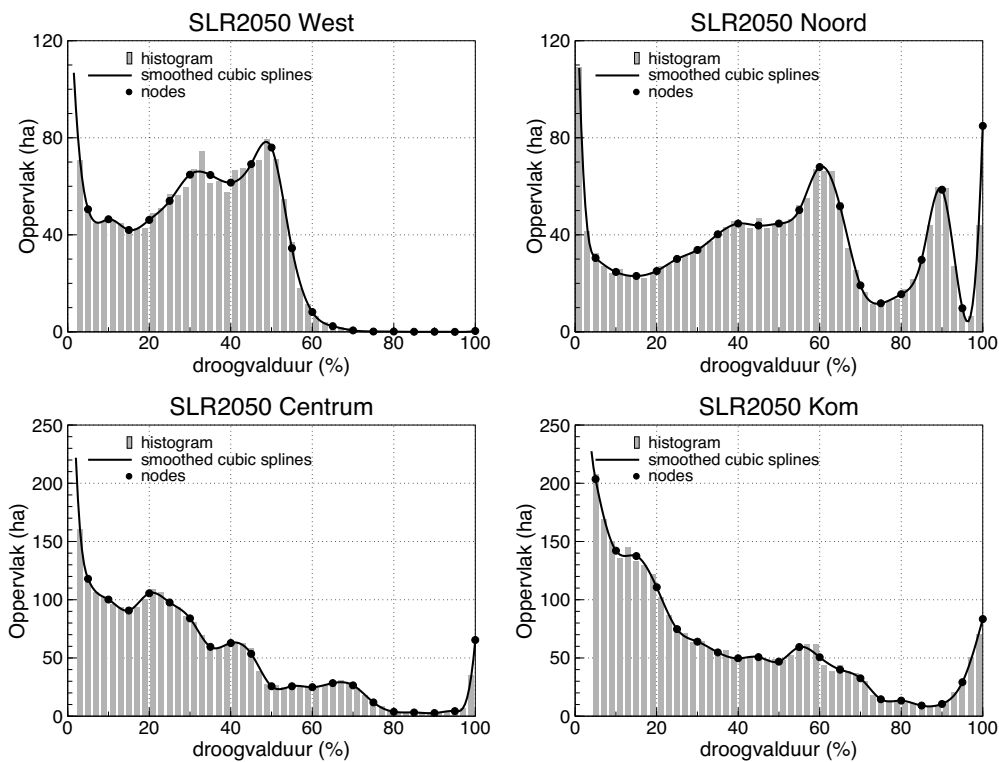 SLR2050 West
120
80
40
0
Oppervlak (ha)
histogram
smoothed cubic splines
nodes
0 20 40 60 80 100
droogvalduur (%)
SLR2050 Noord
120
80
40
0
Oppervlak (ha)
histogram
smoothed cubic splines
nodes
0 20 40 60 80 100
droogvalduur (%)
SLR2050 Centrum
250
200
150
100
50
0
Oppervlak (ha)
histogram
smoothed cubic splines
nodes
0 20 40 60 80 100
droogvalduur (%)
SLR2050 Kom
250
200
150
100
50
0
Oppervlak (ha)
histogram
smoothed cubic splines
nodes
0 20 40 60 80 100
droogvalduur (%)